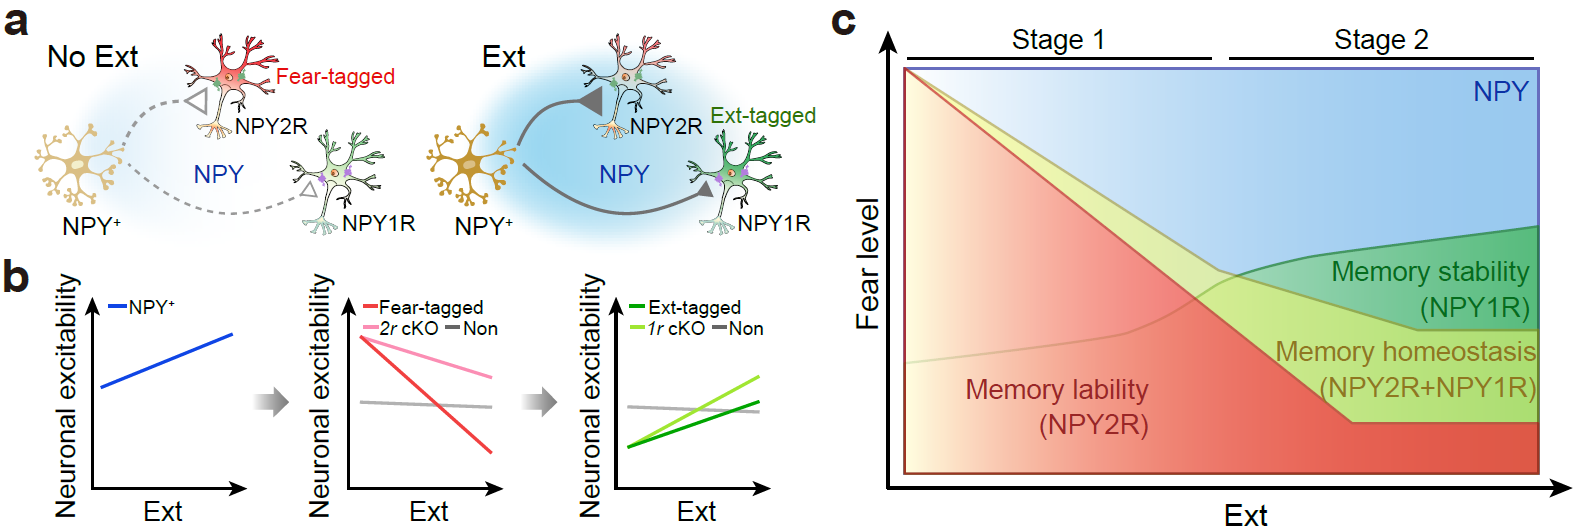 a
No Ext
Fear-tagged
NPY2R
NPY
NPY1R
NPY⁺
Ext
Ext-tagged
NPY2R
NPY
NPY1R
NPY⁺
b
Neuronal excitability
NPY⁺
Ext
Neuronal excitability
Fear-tagged
2r cKO
Non
Ext
Neuronal excitability
Ext-tagged
1r cKO
Non
Ext
c
Stage 1
Stage 2
Fear level
NPY
Memory stability
(NPY1R)
Memory homeostasis
(NPY2R+NPY1R)
Memory lability
(NPY2R)
Ext